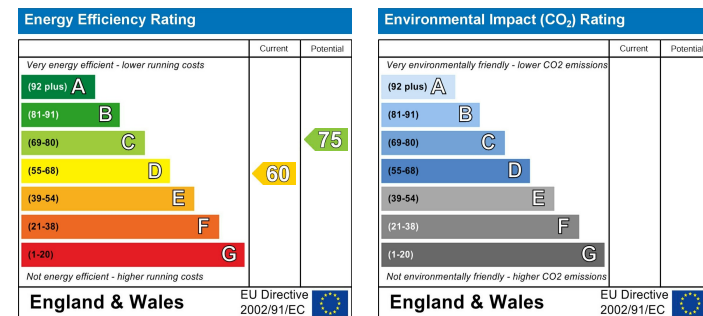 Energy Efficiency Rating
Current Potential
Very energy efficient - lower running costs
(92 plus) A
(81-91) B
(69-80) C
75
(55-68) D
60
(39-54) E
(21-38) F
(1-20) G
Not energy efficient - higher running costs
England & Wales
EU Directive
2002/91/EC
Environmental Impact (CO₂) Rating
Current Potential
Very environmentally friendly - lower CO2 emissions
(92 plus) A
(81-91) B
(69-80) C
(55-68) D
(39-54) E
(21-38) F
(1-20) G
Not environmentally friendly - higher CO2 emissions
England & Wales
EU Directive
2002/91/EC